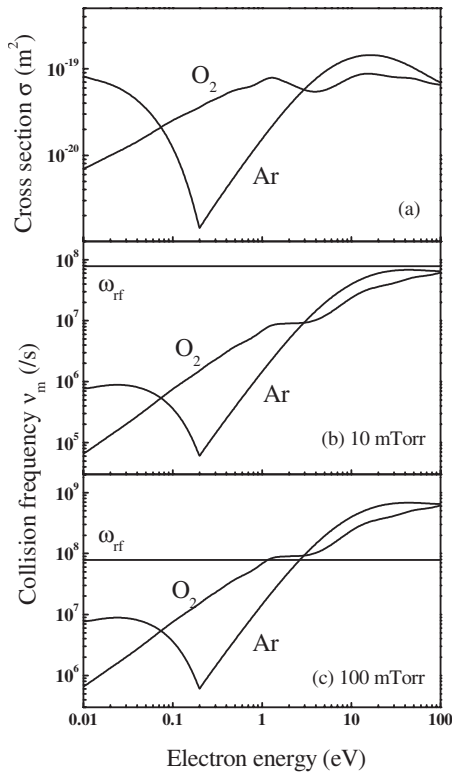 Cross section σ (m²)
10⁻¹⁹
10⁻²⁰
O₂
Ar
(a)
Collision frequency νₘ (/s)
10⁸
10⁷
10⁶
10⁵
ω_rf
O₂
Ar
(b) 10 mTorr
10⁹
10⁸
10⁷
10⁶
ω_rf
O₂
Ar
(c) 100 mTorr
0.01 0.1 1 10 100
Electron energy (eV)